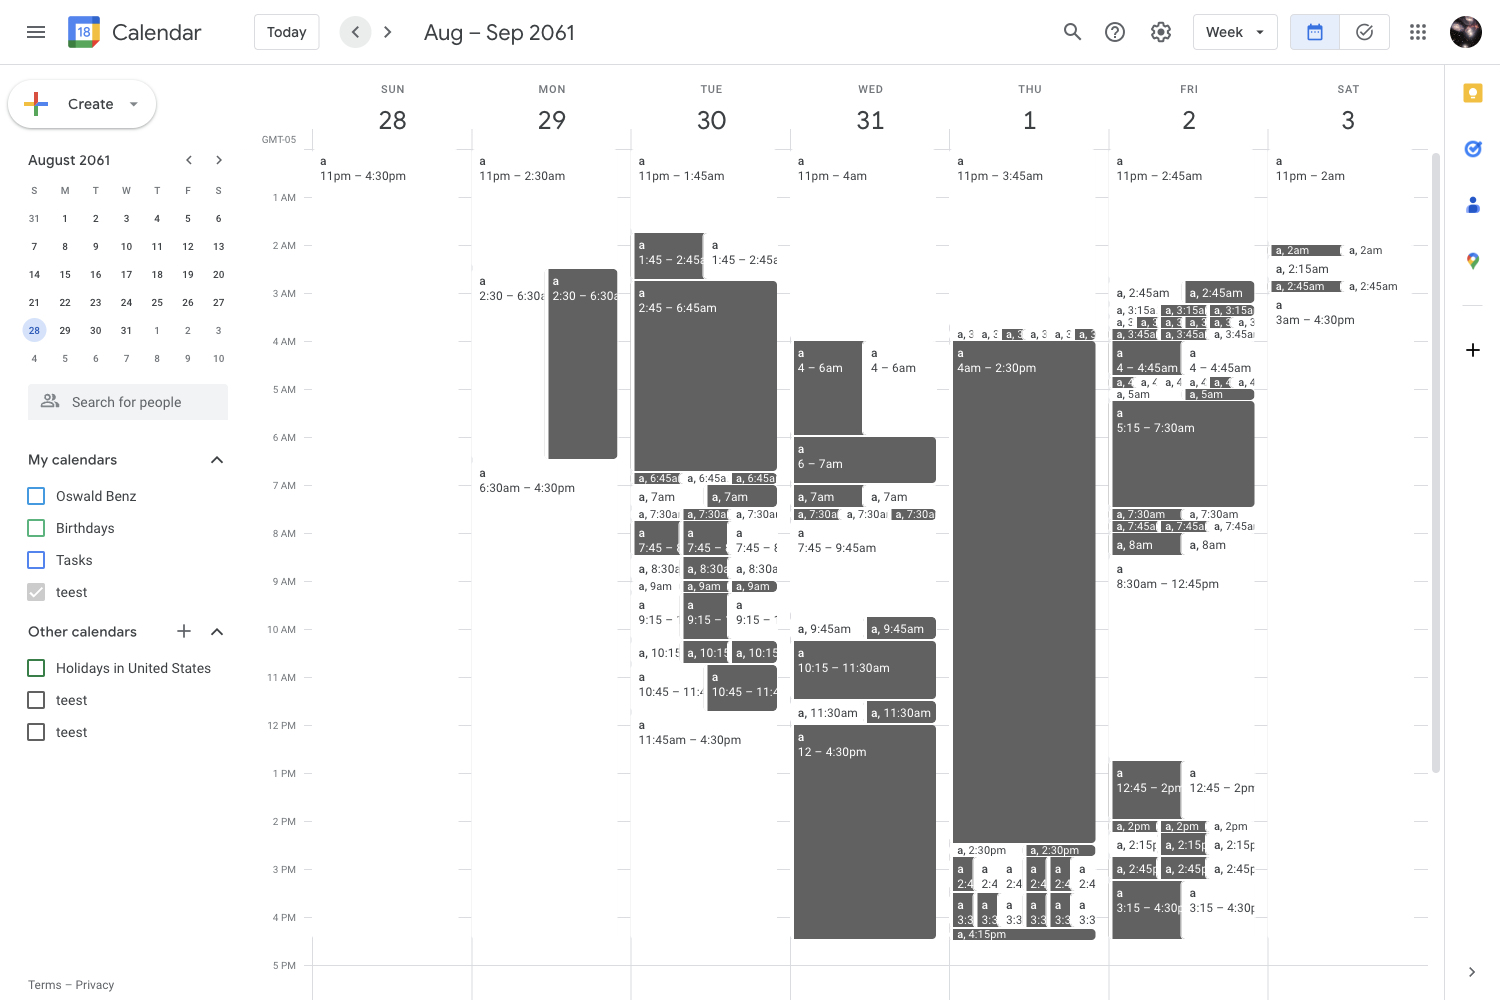 18 Calendar Today Aug – Sep 2061 Week
Create
August 2061
S M T W T F S
31 1 2 3 4 5 6
7 8 9 10 11 12 13
14 15 16 17 18 19 20
21 22 23 24 25 26 27
28 29 30 31 1 2 3
4 5 6 7 8 9 10
Search for people
My calendars
Oswald Benz
Birthdays
Tasks
teest
Other calendars
Holidays in United States
teest
teest
Terms – Privacy
GMT-05
1 AM
2 AM
3 AM
4 AM
5 AM
6 AM
7 AM
8 AM
9 AM
10 AM
11 AM
12 PM
1 PM
2 PM
3 PM
4 PM
5 PM
SUN
28
a
11pm – 4:30pm
MON
29
a
11pm – 2:30am
a
2:30 – 6:30a
a
2:30 – 6:30a
a
6:30am – 4:30pm
TUE
30
a
11pm – 1:45am
a
1:45 – 2:45a
a
1:45 – 2:45a
a
2:45 – 6:45am
a, 6:45a a, 6:45a a, 6:45a
a, 7am a, 7am
a, 7:30a a, 7:30a a, 7:30a
a a a
7:45 – 8 7:45 – 8 7:45 – 8
a, 8:30a a, 8:30a a, 8:30a
a, 9am a, 9am a, 9am
a a a
9:15 – 9:15 – 9:15 –
a, 10:15 a, 10:15 a, 10:15
a a
10:45 – 11:4 10:45 – 11:4
a
11:45am – 4:30pm
WED
31
a
11pm – 4am
a a
4 – 6am 4 – 6am
a
6 – 7am
a, 7am a, 7am
a, 7:30a a, 7:30a a, 7:30a
a
7:45 – 9:45am
a, 9:45am a, 9:45am
a
10:15 – 11:30am
a, 11:30am a, 11:30am
a
12 – 4:30pm
THU
1
a
11pm – 3:45am
a, 3 a, 3 a, 3 a, 3 a, 3 a, 3
a
4am – 2:30pm
a, 2:30pm a, 2:30pm
a a a a a a
2:4 2:4 2:4 2:4 2:4 2:4
a a a a a a
3:3 3:3 3:3 3:3 3:3 3:3
a, 4:15pm
FRI
2
a
11pm – 2:45am
a, 2:45am a, 2:45am
a, 3:15a a, 3:15a a, 3:15a
a, 3 a, 3 a, 3 a, 3 a, 3 a, 3
a, 3:45a a, 3:45a a, 3:45a
a a
4 – 4:45am 4 – 4:45am
a, 4 a, 4 a, 4 a, 4 a, 4 a, 4
a, 5am a, 5am
a
5:15 – 7:30am
a, 7:30am a, 7:30am
a, 7:45a a, 7:45a a, 7:45a
a, 8am a, 8am
a
8:30am – 12:45pm
a a
12:45 – 2pm 12:45 – 2pm
a, 2pm a, 2pm a, 2pm
a, 2:15p a, 2:15p a, 2:15p
a, 2:45p a, 2:45p a, 2:45p
a a
3:15 – 4:30p 3:15 – 4:30p
SAT
3
a
11pm – 2am
a, 2am a, 2am
a, 2:15am
a, 2:45am a, 2:45am
a
3am – 4:30pm